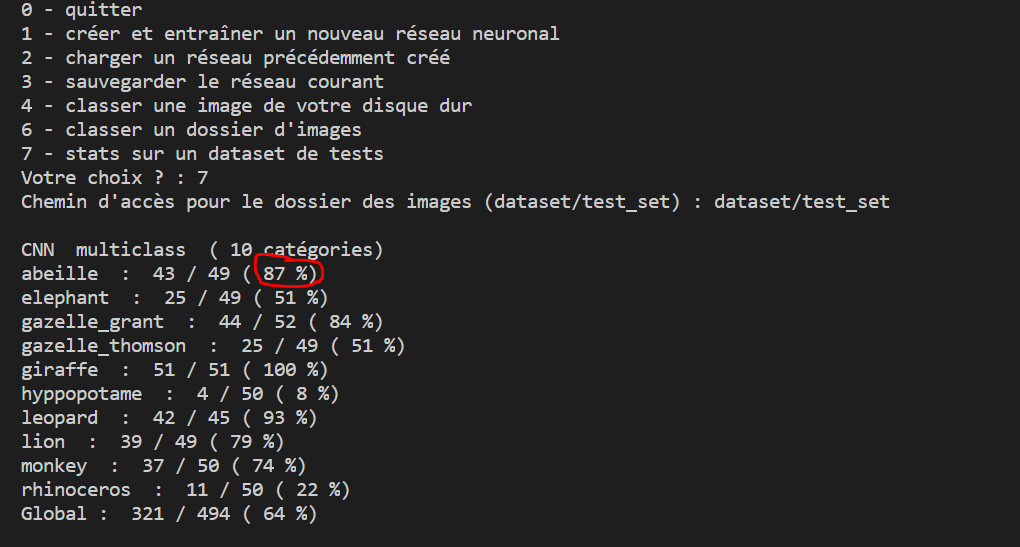 0 - quitter
1 - créer et entraîner un nouveau réseau neuronal
2 - charger un réseau précédemment créé
3 - sauvegarder le réseau courant
4 - classer une image de votre disque dur
6 - classer un dossier d'images
7 - stats sur un dataset de tests
Votre choix ? : 7
Chemin d'accès pour le dossier des images (dataset/test_set) : dataset/test_set
CNN  multiclass  ( 10 catégories)
abeille  :  43 / 49 ( 87 %)
elephant  :  25 / 49 ( 51 %)
gazelle_grant  :  44 / 52 ( 84 %)
gazelle_thomson  :  25 / 49 ( 51 %)
giraffe  :  51 / 51 ( 100 %)
hyppopotame  :  4 / 50 ( 8 %)
leopard  :  42 / 45 ( 93 %)
lion  :  39 / 49 ( 79 %)
monkey  :  37 / 50 ( 74 %)
rhinoceros  :  11 / 50 ( 22 %)
Global :  321 / 494 ( 64 %)